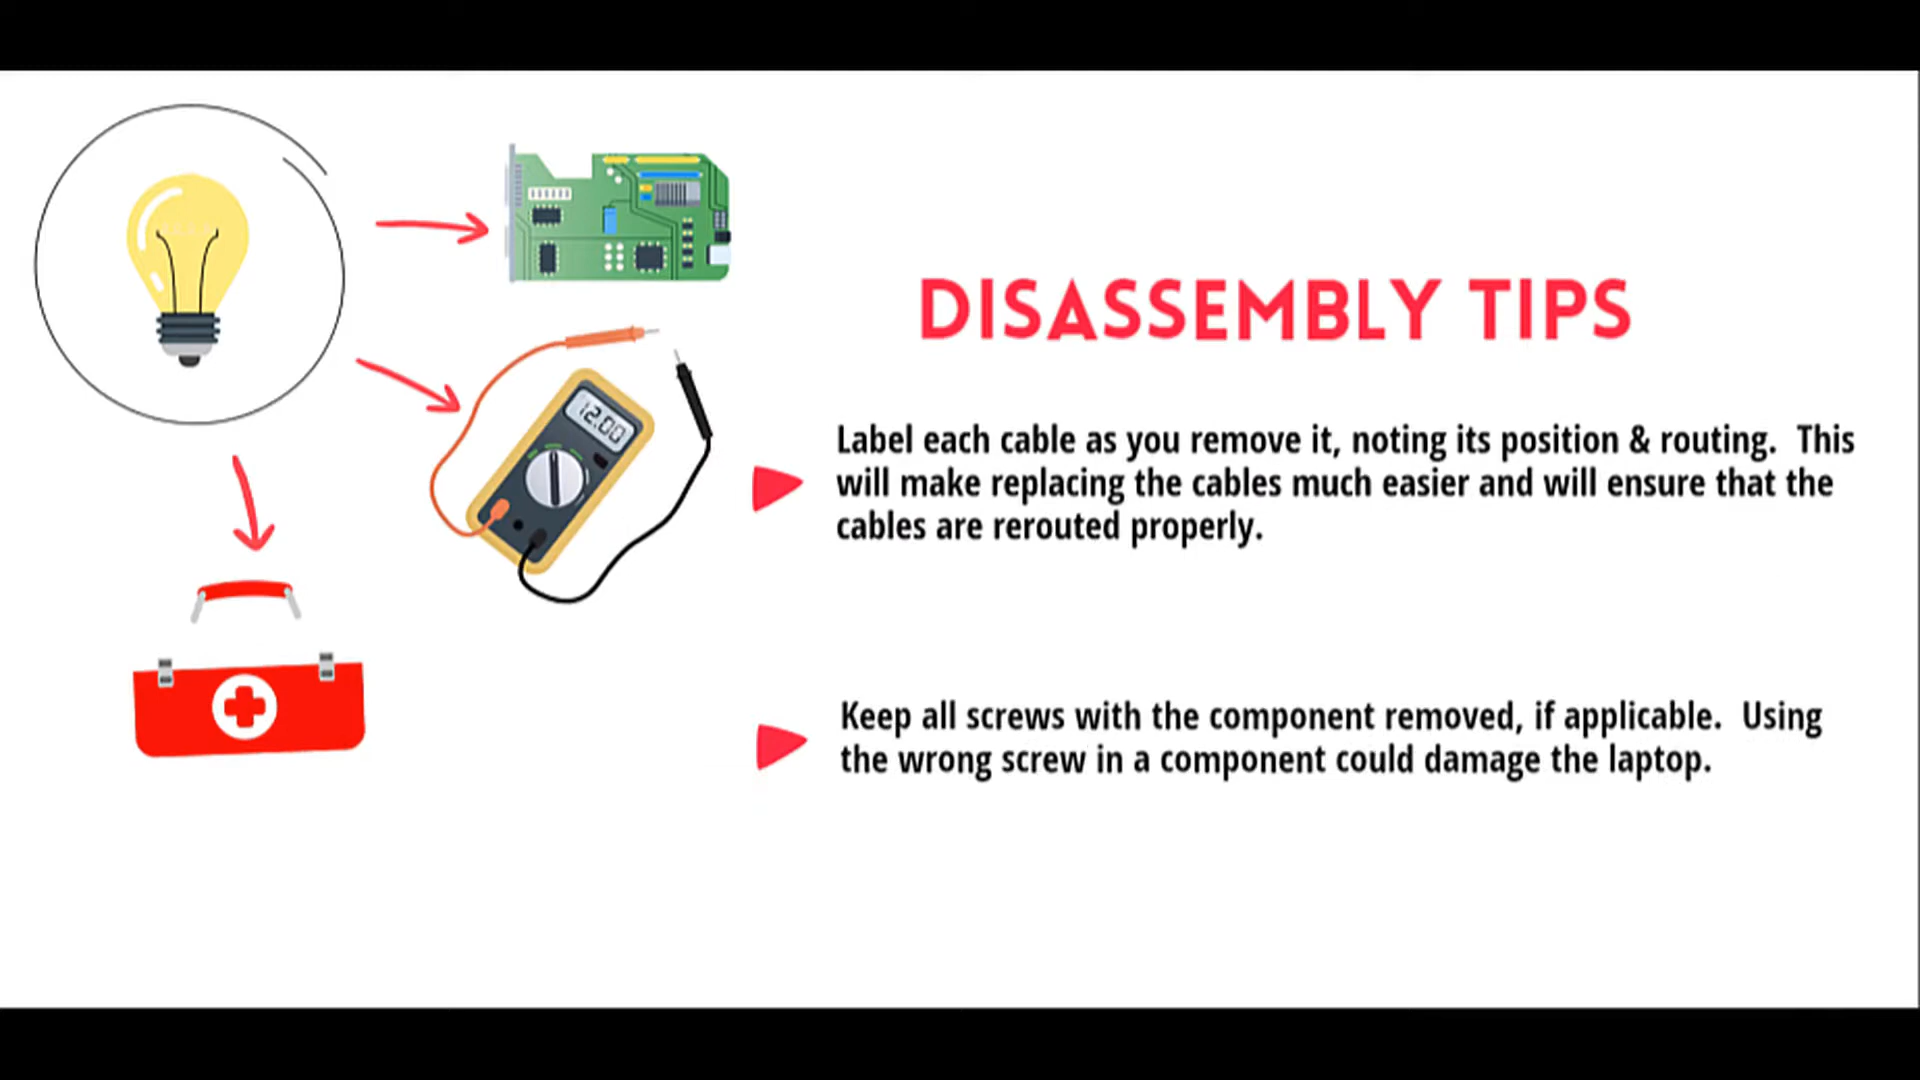 12.00
DISASSEMBLY TIPS
Label each cable as you remove it, noting its position & routing. This
will make replacing the cables much easier and will ensure that the
cables are rerouted properly.
Keep all screws with the component removed, if applicable. Using
the wrong screw in a component could damage the laptop.